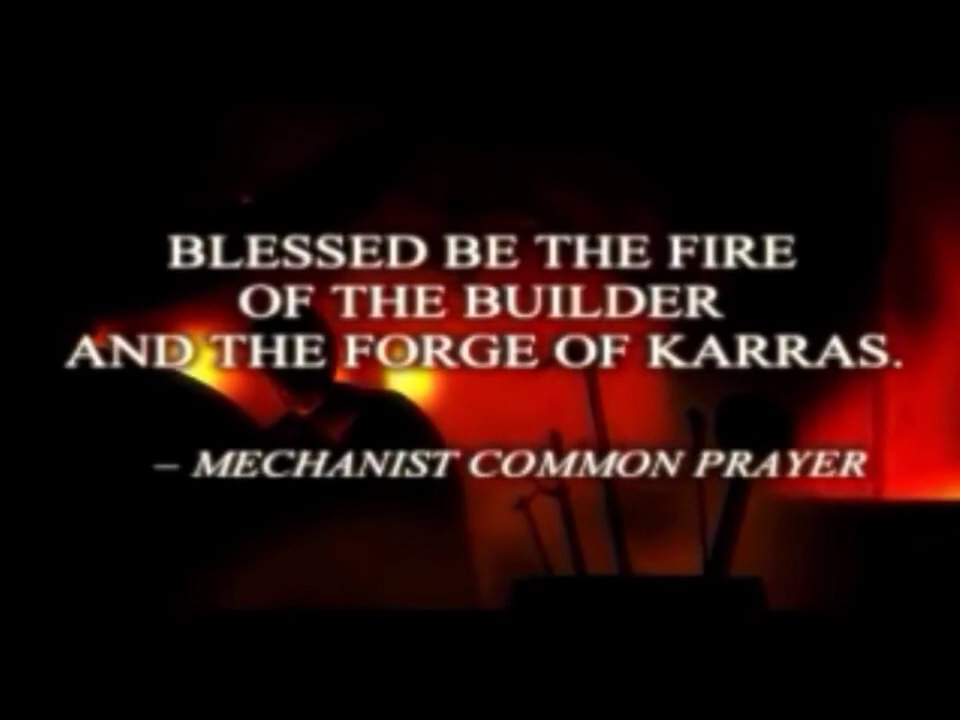 BLESSED BE THE FIRE
OF THE BUILDER
AND THE FORGE OF KARRAS.
– MECHANIST COMMON PRAYER